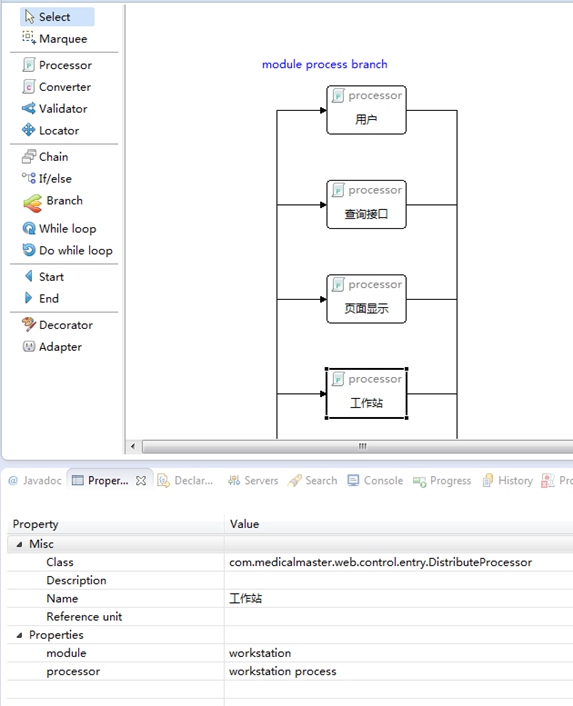 Select
Marquee
Processor
Converter
Validator
Locator
Chain
If/else
Branch
While loop
Do while loop
Start
End
Decorator
Adapter
module process branch
processor
用户
processor
查询接口
processor
页面显示
processor
工作站
@ Javadoc
Proper...
Declar...
Servers
Search
Console
Progress
History
Pro
Property Value
Misc
Class com.medicalmaster.web.control.entry.DistributeProcessor
Description
Name 工作站
Reference unit
Properties
module workstation
processor workstation process